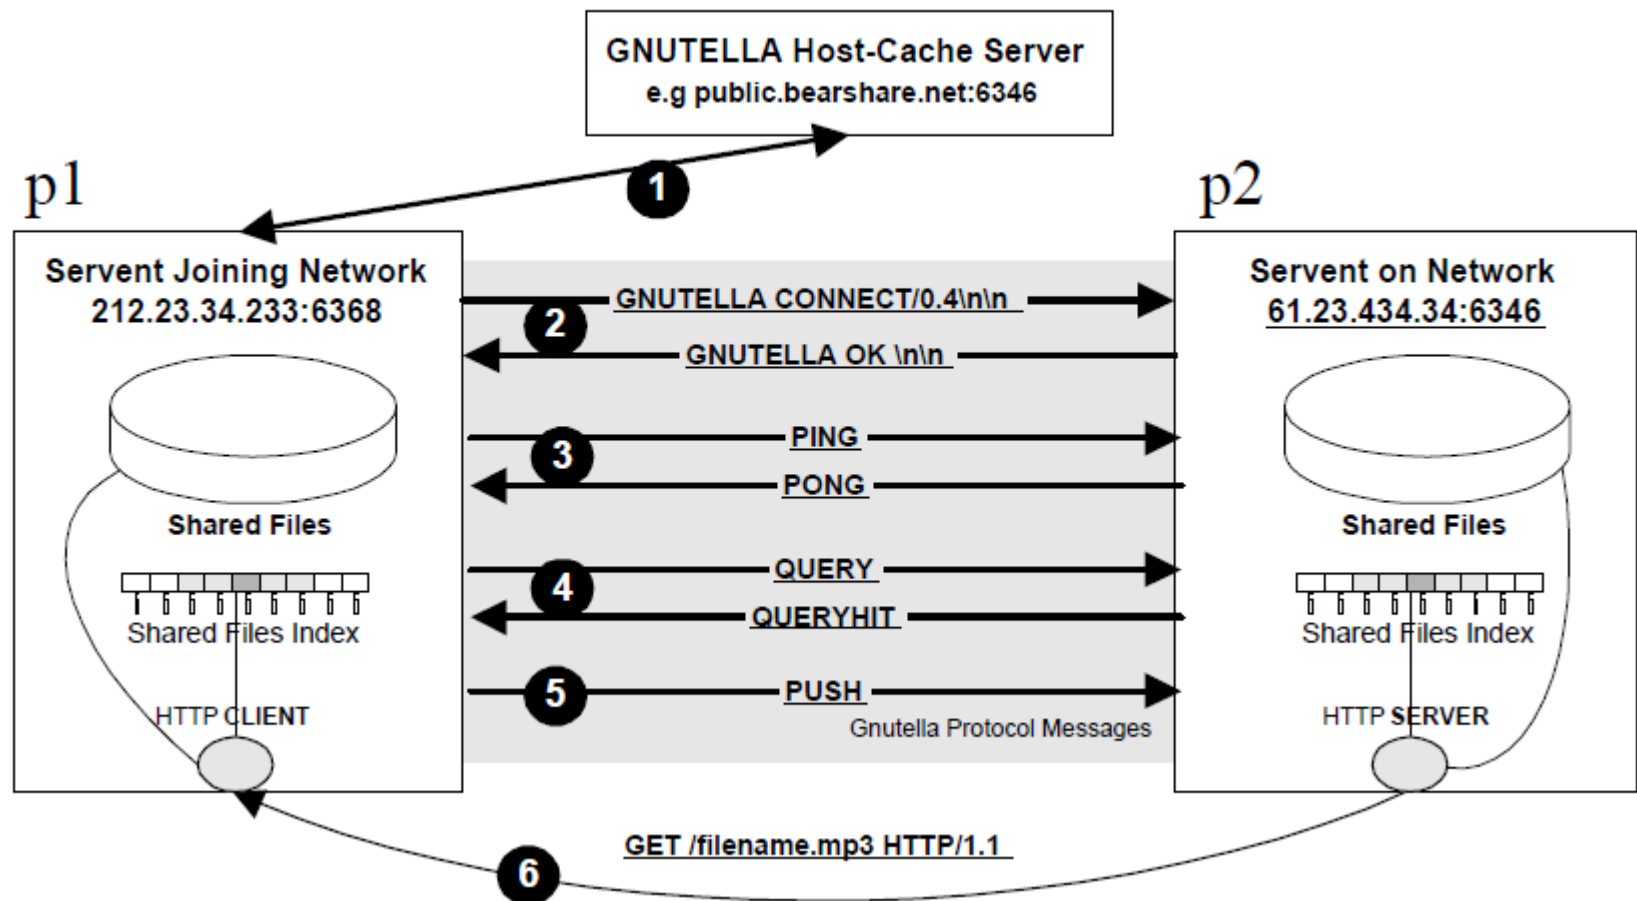 GNUTELLA Host-Cache Server
e.g public.bearshare.net:6346
1
p1
p2
Servent Joining Network
212.23.34.233:6368
Servent on Network
61.23.434.34:6346
GNUTELLA CONNECT/0.4\n\n
2
GNUTELLA OK \n\n
PING
3
PONG
Shared Files
Shared Files
QUERY
4
QUERYHIT
Shared Files Index
Shared Files Index
5
PUSH
HTTP CLIENT
Gnutella Protocol Messages
HTTP SERVER
GET /filename.mp3 HTTP/1.1
6